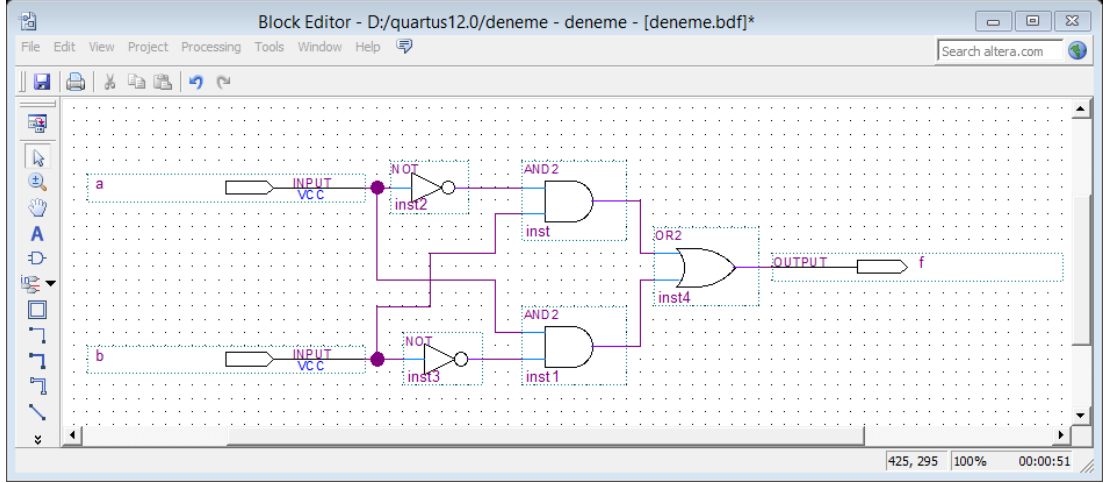 Block Editor - D:/quartus12.0/deneme - deneme - [deneme.bdf]*
File Edit View Project Processing Tools Window Help
Search altera.com
NOT
AND2
a
INPUT
VCC
inst2
inst
OR2
OUTPUT
f
inst4
AND2
NOT
b
INPUT
VCC
inst3
inst1
425, 295 100% 00:00:51